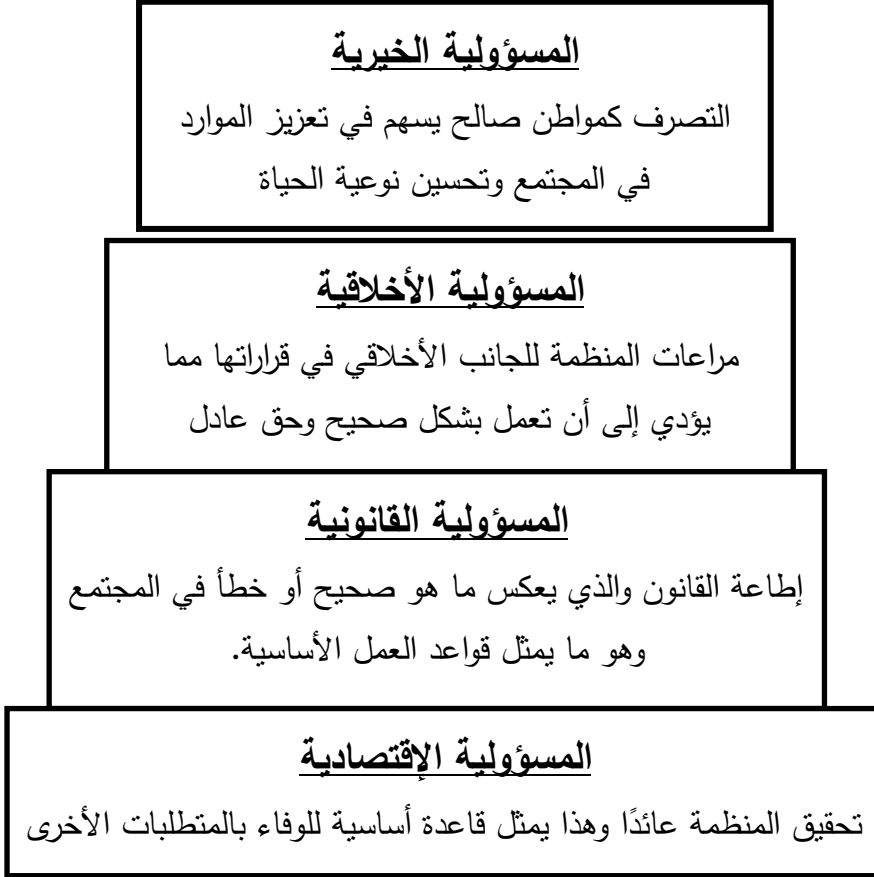 المسؤولية الخيرية
التصرف كمواطن صالح يسهم في تعزيز الموارد
في المجتمع وتحسين نوعية الحياة
المسؤولية الأخلاقية
مراعات المنظمة للجانب الأخلاقي في قراراتها مما
يؤدي إلى أن تعمل بشكل صحيح وحق عادل
المسؤولية القانونية
إطاعة القانون والذي يعكس ما هو صحيح أو خطأ في المجتمع
وهو ما يمثل قواعد العمل الأساسية.
المسؤولية الإقتصادية
تحقيق المنظمة عائدًا وهذا يمثل قاعدة أساسية للوفاء بالمتطلبات الأخرى